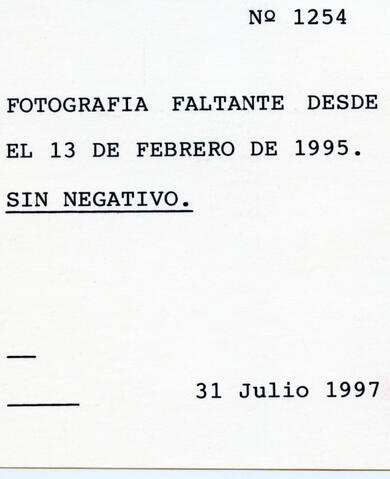 Nº 1254
FOTOGRAFIA FALTANTE DESDE
EL 13 DE FEBRERO DE 1995.
SIN NEGATIVO.
31 Julio 1997